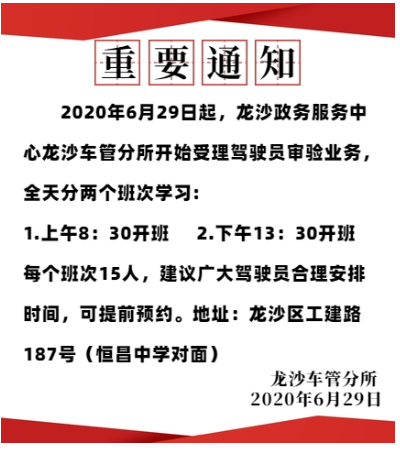 重要通知
2020年6月29日起，龙沙政务服务中
心龙沙车管分所开始受理驾驶员审验业务，
全天分两个班次学习：
1.上午8：30开班 2.下午13：30开班
每个班次15人，建议广大驾驶员合理安排
时间，可提前预约。地址：龙沙区工建路
187号（恒昌中学对面）
龙沙车管分所
2020年6月29日